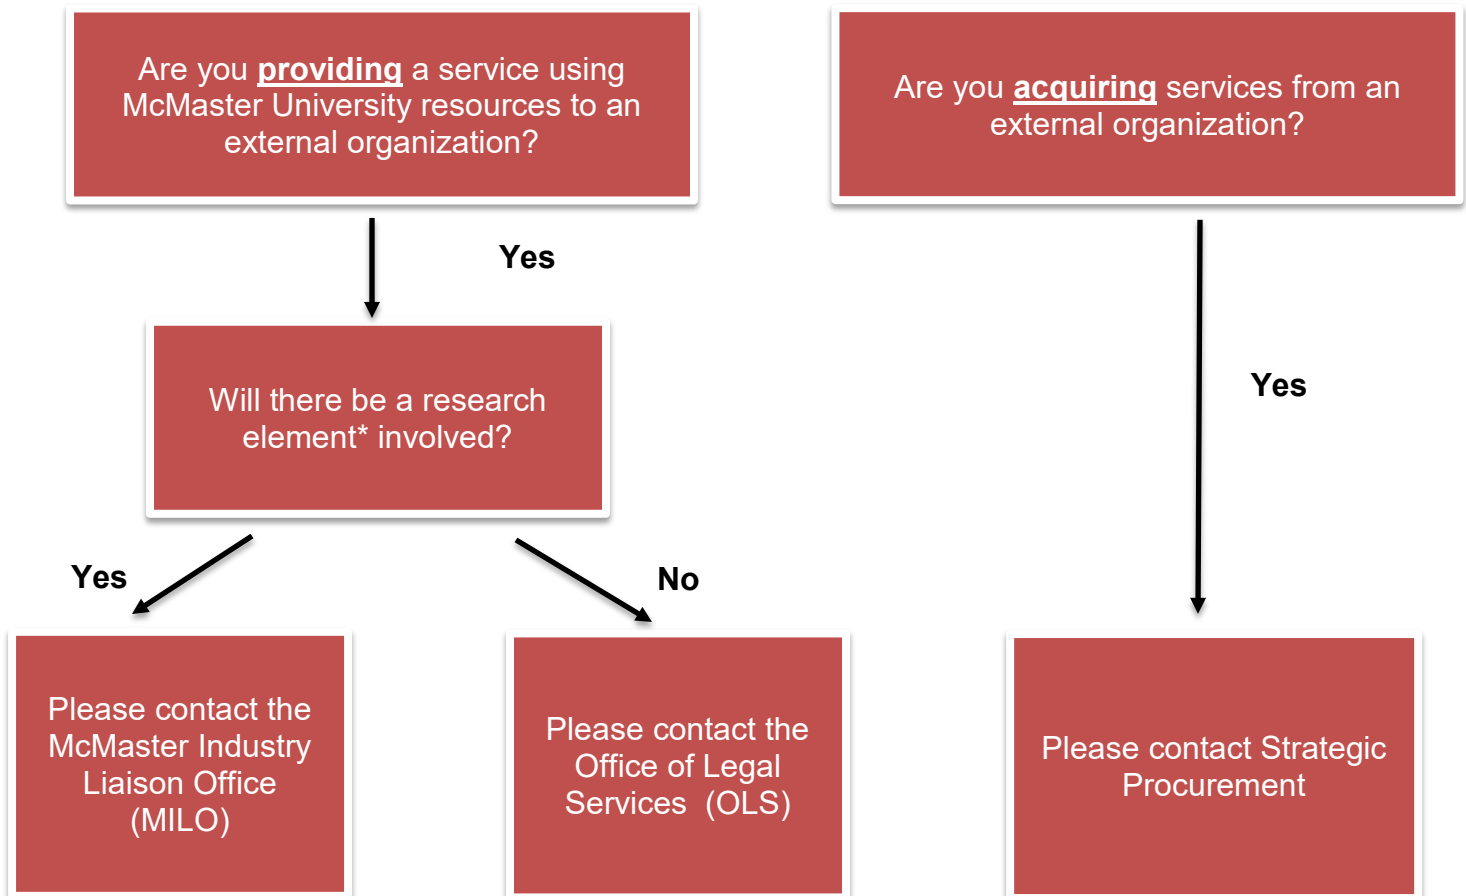 Are you providing a service using
McMaster University resources to an
external organization?
Are you acquiring services from an
external organization?
Yes
Will there be a research
element* involved?
Yes
Yes
No
Please contact the
McMaster Industry
Liaison Office
(MILO)
Please contact the
Office of Legal
Services (OLS)
Please contact Strategic
Procurement